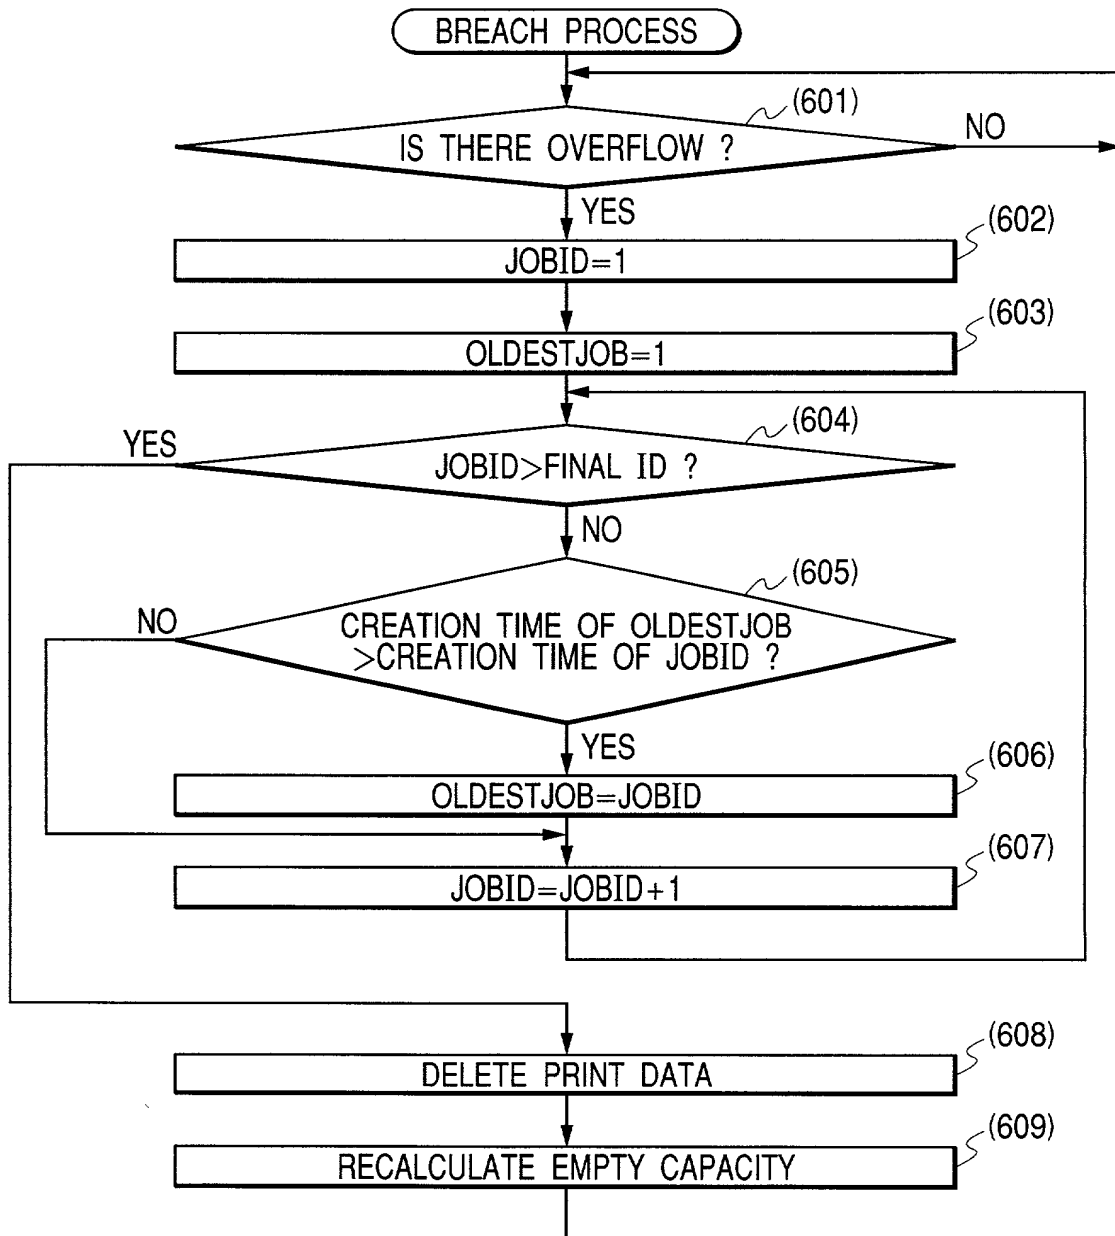 BREACH PROCESS
(601)
IS THERE OVERFLOW ?
NO
YES
(602)
JOBID=1
(603)
OLDESTJOB=1
(604)
YES
JOBID>FINAL ID ?
NO
(605)
NO
CREATION TIME OF OLDESTJOB
>CREATION TIME OF JOBID ?
YES
(606)
OLDESTJOB=JOBID
(607)
JOBID=JOBID+1
(608)
DELETE PRINT DATA
(609)
RECALCULATE EMPTY CAPACITY